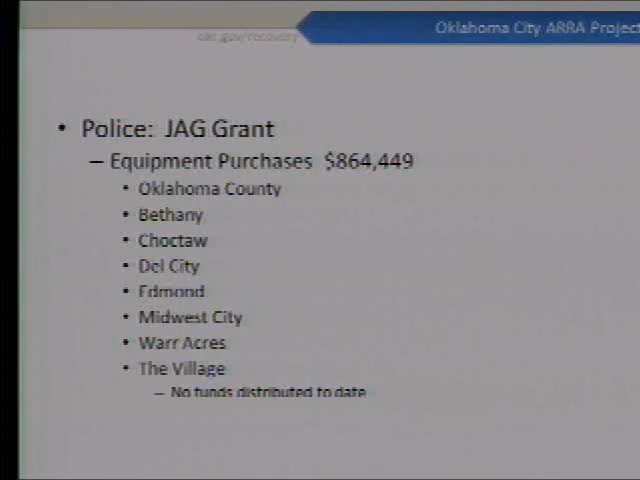 okc.gov/recovery
Oklahoma City ARRA Project
• Police: JAG Grant
– Equipment Purchases $864,449
• Oklahoma County
• Bethany
• Choctaw
• Del City
• Edmond
• Midwest City
• Warr Acres
• The Village
– No funds distributed to date